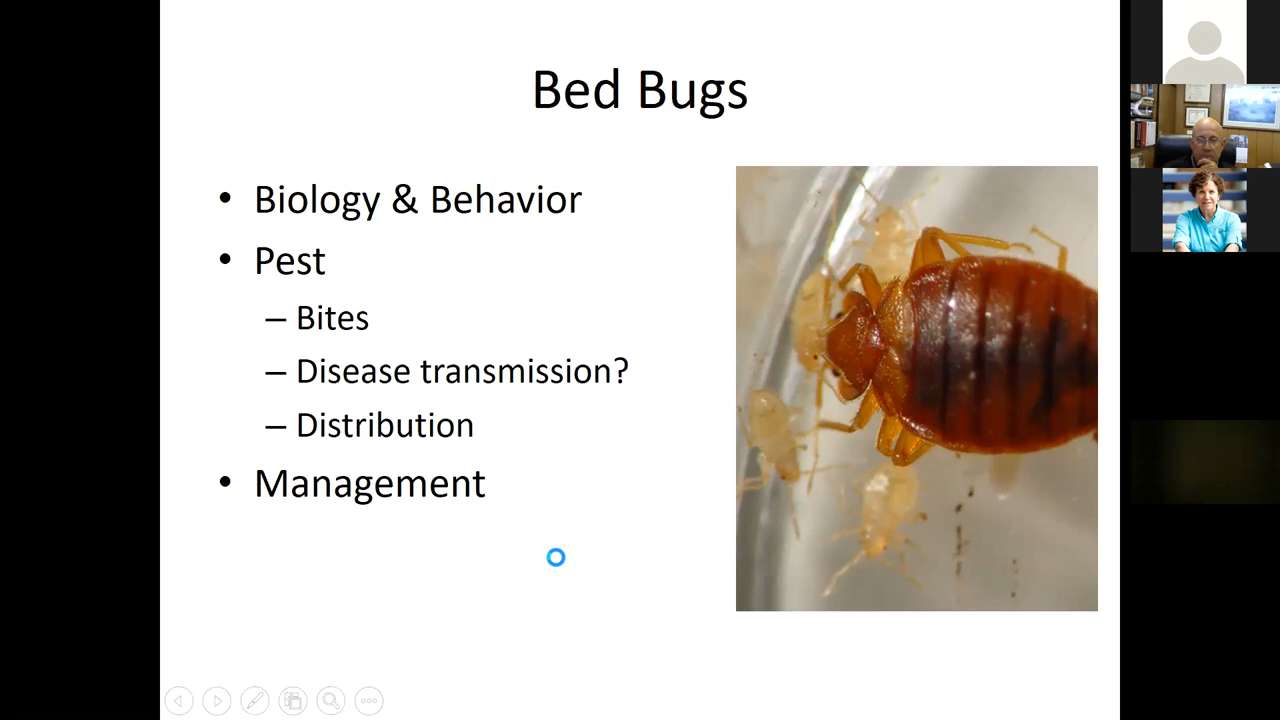 Bed Bugs
• Biology & Behavior
• Pest
– Bites
– Disease transmission?
– Distribution
• Management